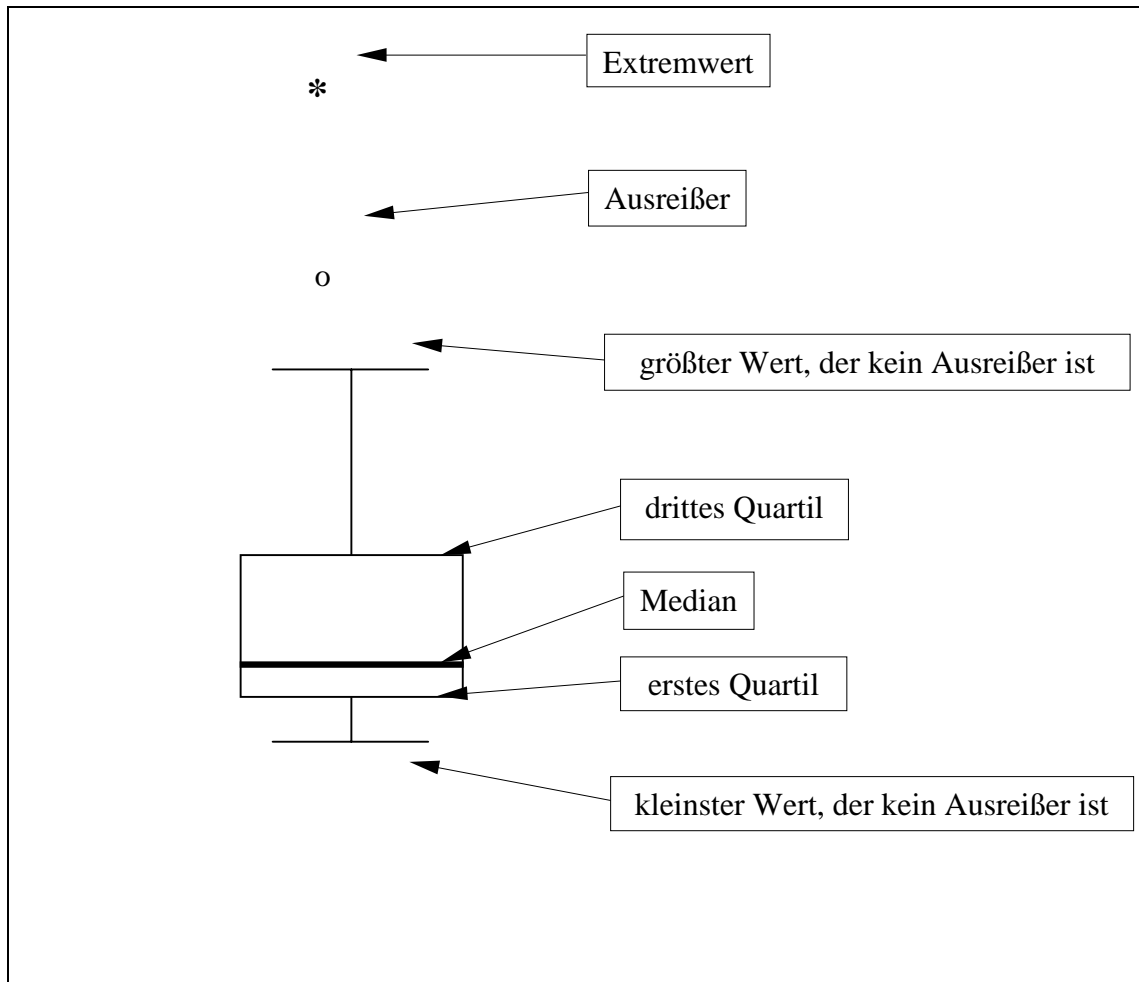 Extremwert
*
Ausreißer
o
größter Wert, der kein Ausreißer ist
drittes Quartil
Median
erstes Quartil
kleinster Wert, der kein Ausreißer ist